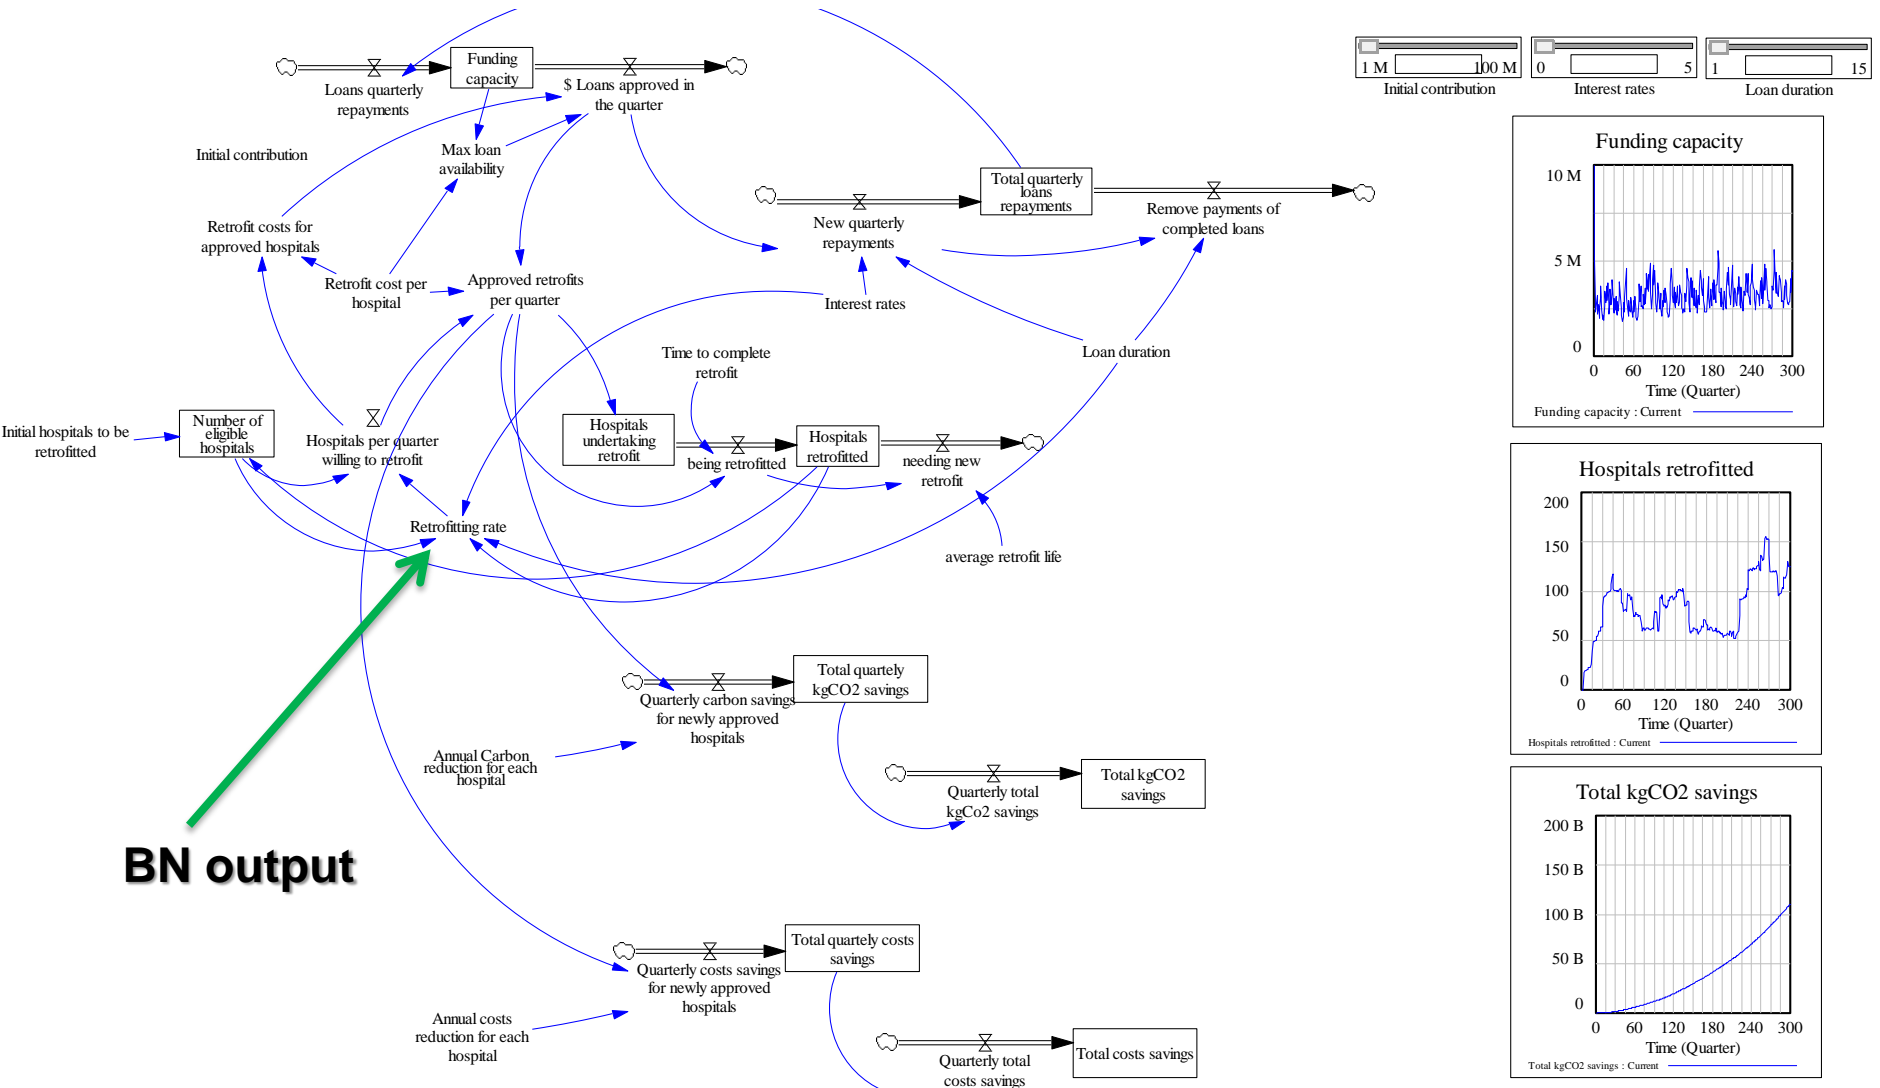 Funding
capacity
Loans quarterly
repayments
$ Loans approved in
the quarter
Initial contribution
Max loan
availability
Total quarterly
loans
repayments
New quarterly
repayments
Remove payments of
completed loans
Retrofit costs for
approved hospitals
Retrofit cost per
hospital
Approved retrofits
per quarter
Interest rates
Loan duration
Time to complete
retrofit
Initial hospitals to be
retrofitted
Number of
eligible
hospitals
Hospitals per quarter
willing to retrofit
Hospitals
undertaking
retrofit
being retrofitted
Hospitals
retrofitted
needing new
retrofit
Retrofitting rate
average retrofit life
BN output
Total quartely
kgCO2 savings
Quarterly carbon savings
for newly approved
hospitals
Annual Carbon
reduction for each
hospital
Quarterly total
kgCo2 savings
Total kgCO2
savings
Total quartely costs
savings
Quarterly costs savings
for newly approved
hospitals
Annual costs
reduction for each
hospital
Quarterly total
costs savings
Total costs savings
1 M 100 M
Initial contribution
0 5
Interest rates
1 15
Loan duration
Funding capacity
10 M
5 M
0
0 60 120 180 240 300
Time (Quarter)
Funding capacity : Current
Hospitals retrofitted
200
150
100
50
0
0 60 120 180 240 300
Time (Quarter)
Hospitals retrofitted : Current
Total kgCO2 savings
200 B
150 B
100 B
50 B
0
0 60 120 180 240 300
Time (Quarter)
Total kgCO2 savings : Current